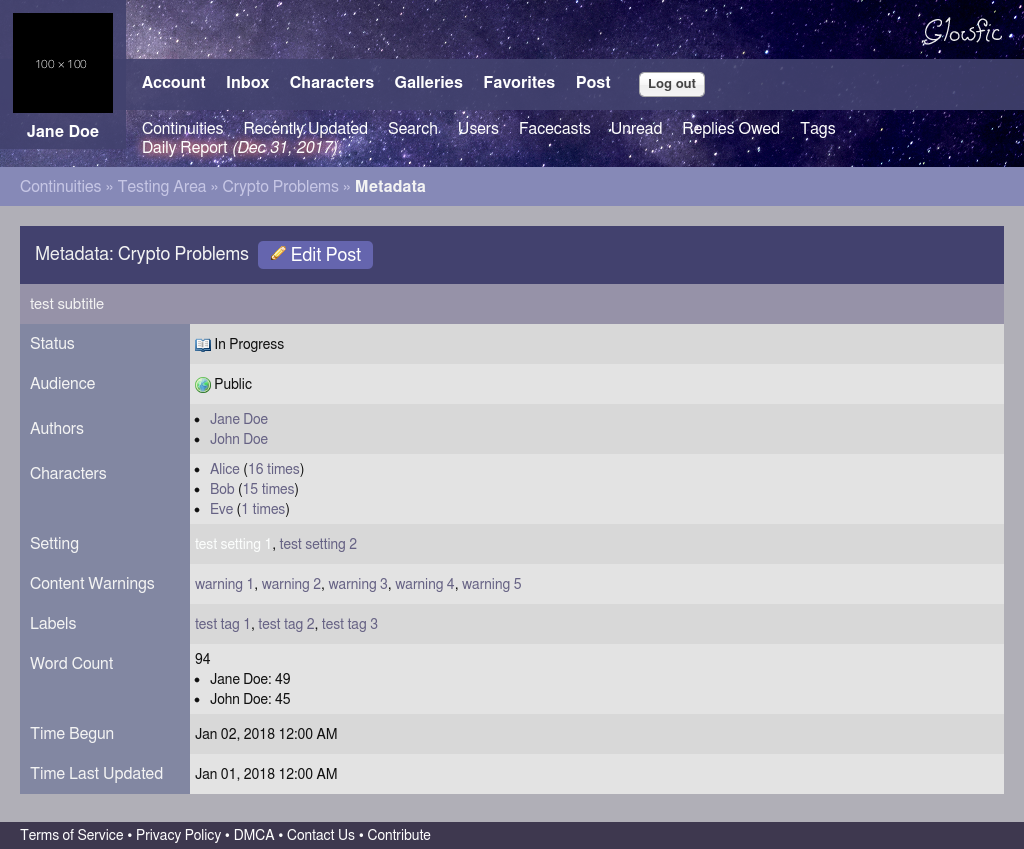 100 × 100
Glowfic
Account Inbox Characters Galleries Favorites Post Log out
Jane Doe
Continuities Recently Updated Search Users Facecasts Unread Replies Owed Tags
Daily Report (Dec 31, 2017)
Continuities » Testing Area » Crypto Problems » Metadata
Metadata: Crypto Problems Edit Post
test subtitle
Status In Progress
Audience Public
Authors
• Jane Doe
• John Doe
Characters
• Alice (16 times)
• Bob (15 times)
• Eve (1 times)
Setting test setting 1, test setting 2
Content Warnings warning 1, warning 2, warning 3, warning 4, warning 5
Labels test tag 1, test tag 2, test tag 3
Word Count 94
• Jane Doe: 49
• John Doe: 45
Time Begun Jan 02, 2018 12:00 AM
Time Last Updated Jan 01, 2018 12:00 AM
Terms of Service • Privacy Policy • DMCA • Contact Us • Contribute